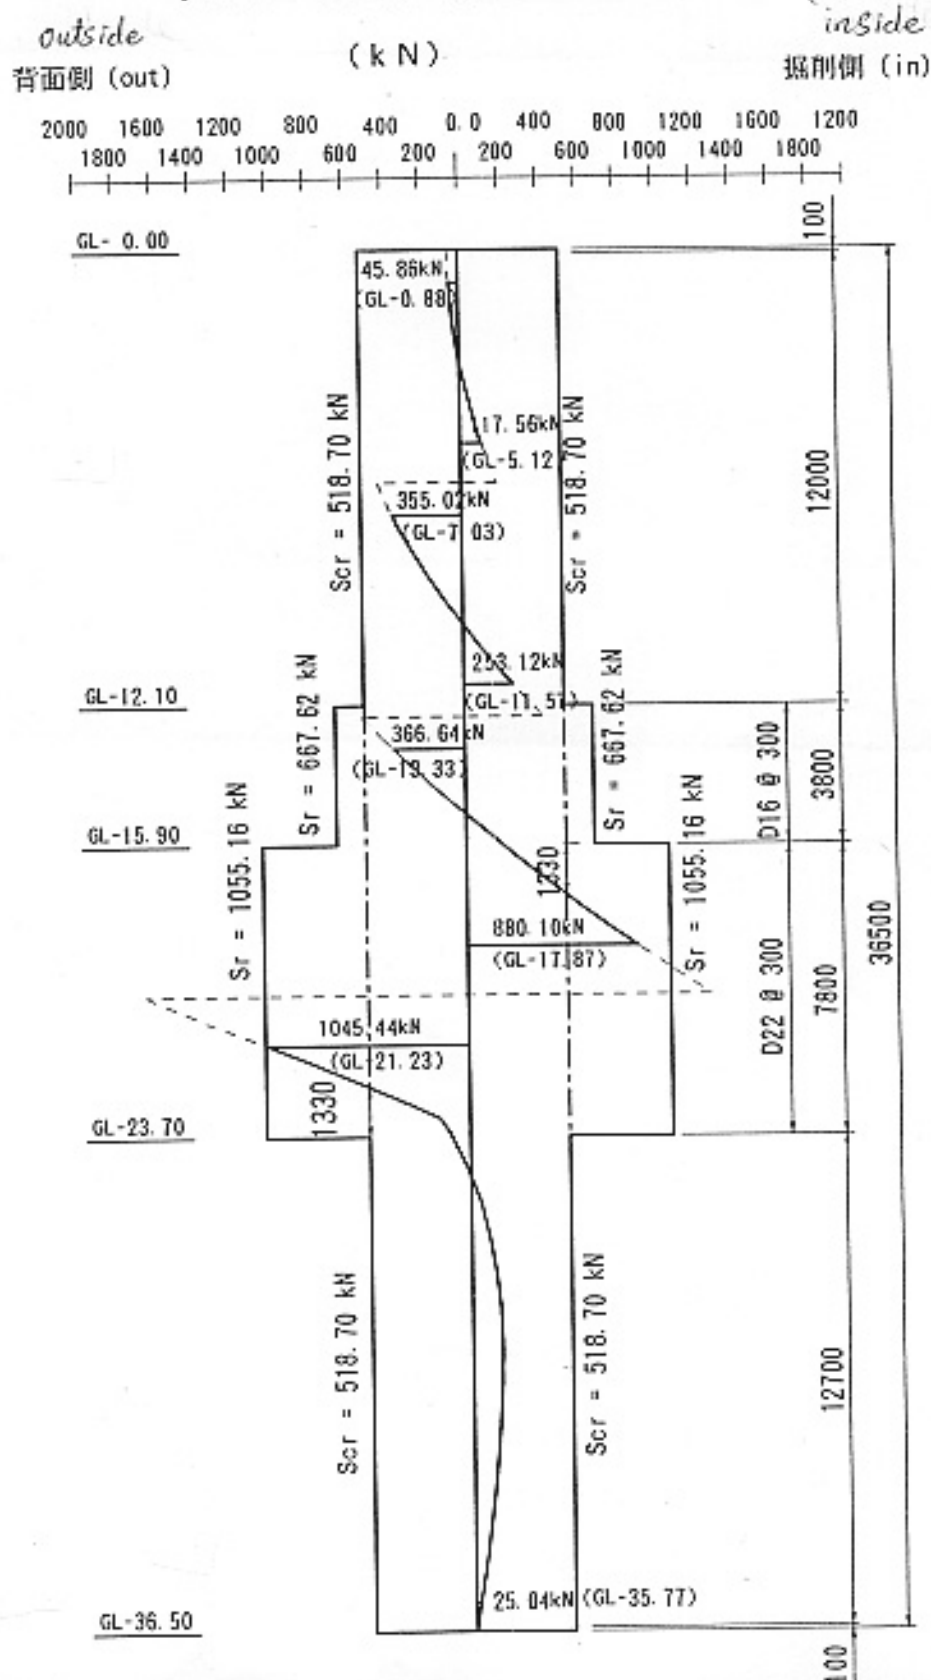 outside
inside
(kN)
背面側 (out)
掘削側 (in)
2000 1600 1200 800 400 0.0 400 800 1200 1600 1200
1800 1400 1000 600 200 200 600 1000 1400 1800
100
GL- 0.00
45.86kN
(GL-0.88
Scr = 518.70 kN
Scr = 518.70 kN
17.56kN
(GL-5.12
12000
355.02kN
(GL-7.03)
253.12kN
(GL-11.57)
GL-12.10
Sr = 667.62 kN
Sr = 667.62 kN
366.64kN
(GL-13.33)
D16 @ 300
3800
GL-15.90
Sr = 1055.16 kN
Sr = 1055.16 kN
1330
880.10kN
(GL-17.87)
36500
D22 @ 300
7800
1045.44kN
(GL-21.23)
1330
GL-23.70
Scr = 518.70 kN
Scr = 518.70 kN
12700
25.04kN (GL-35.77)
GL-36.50
100